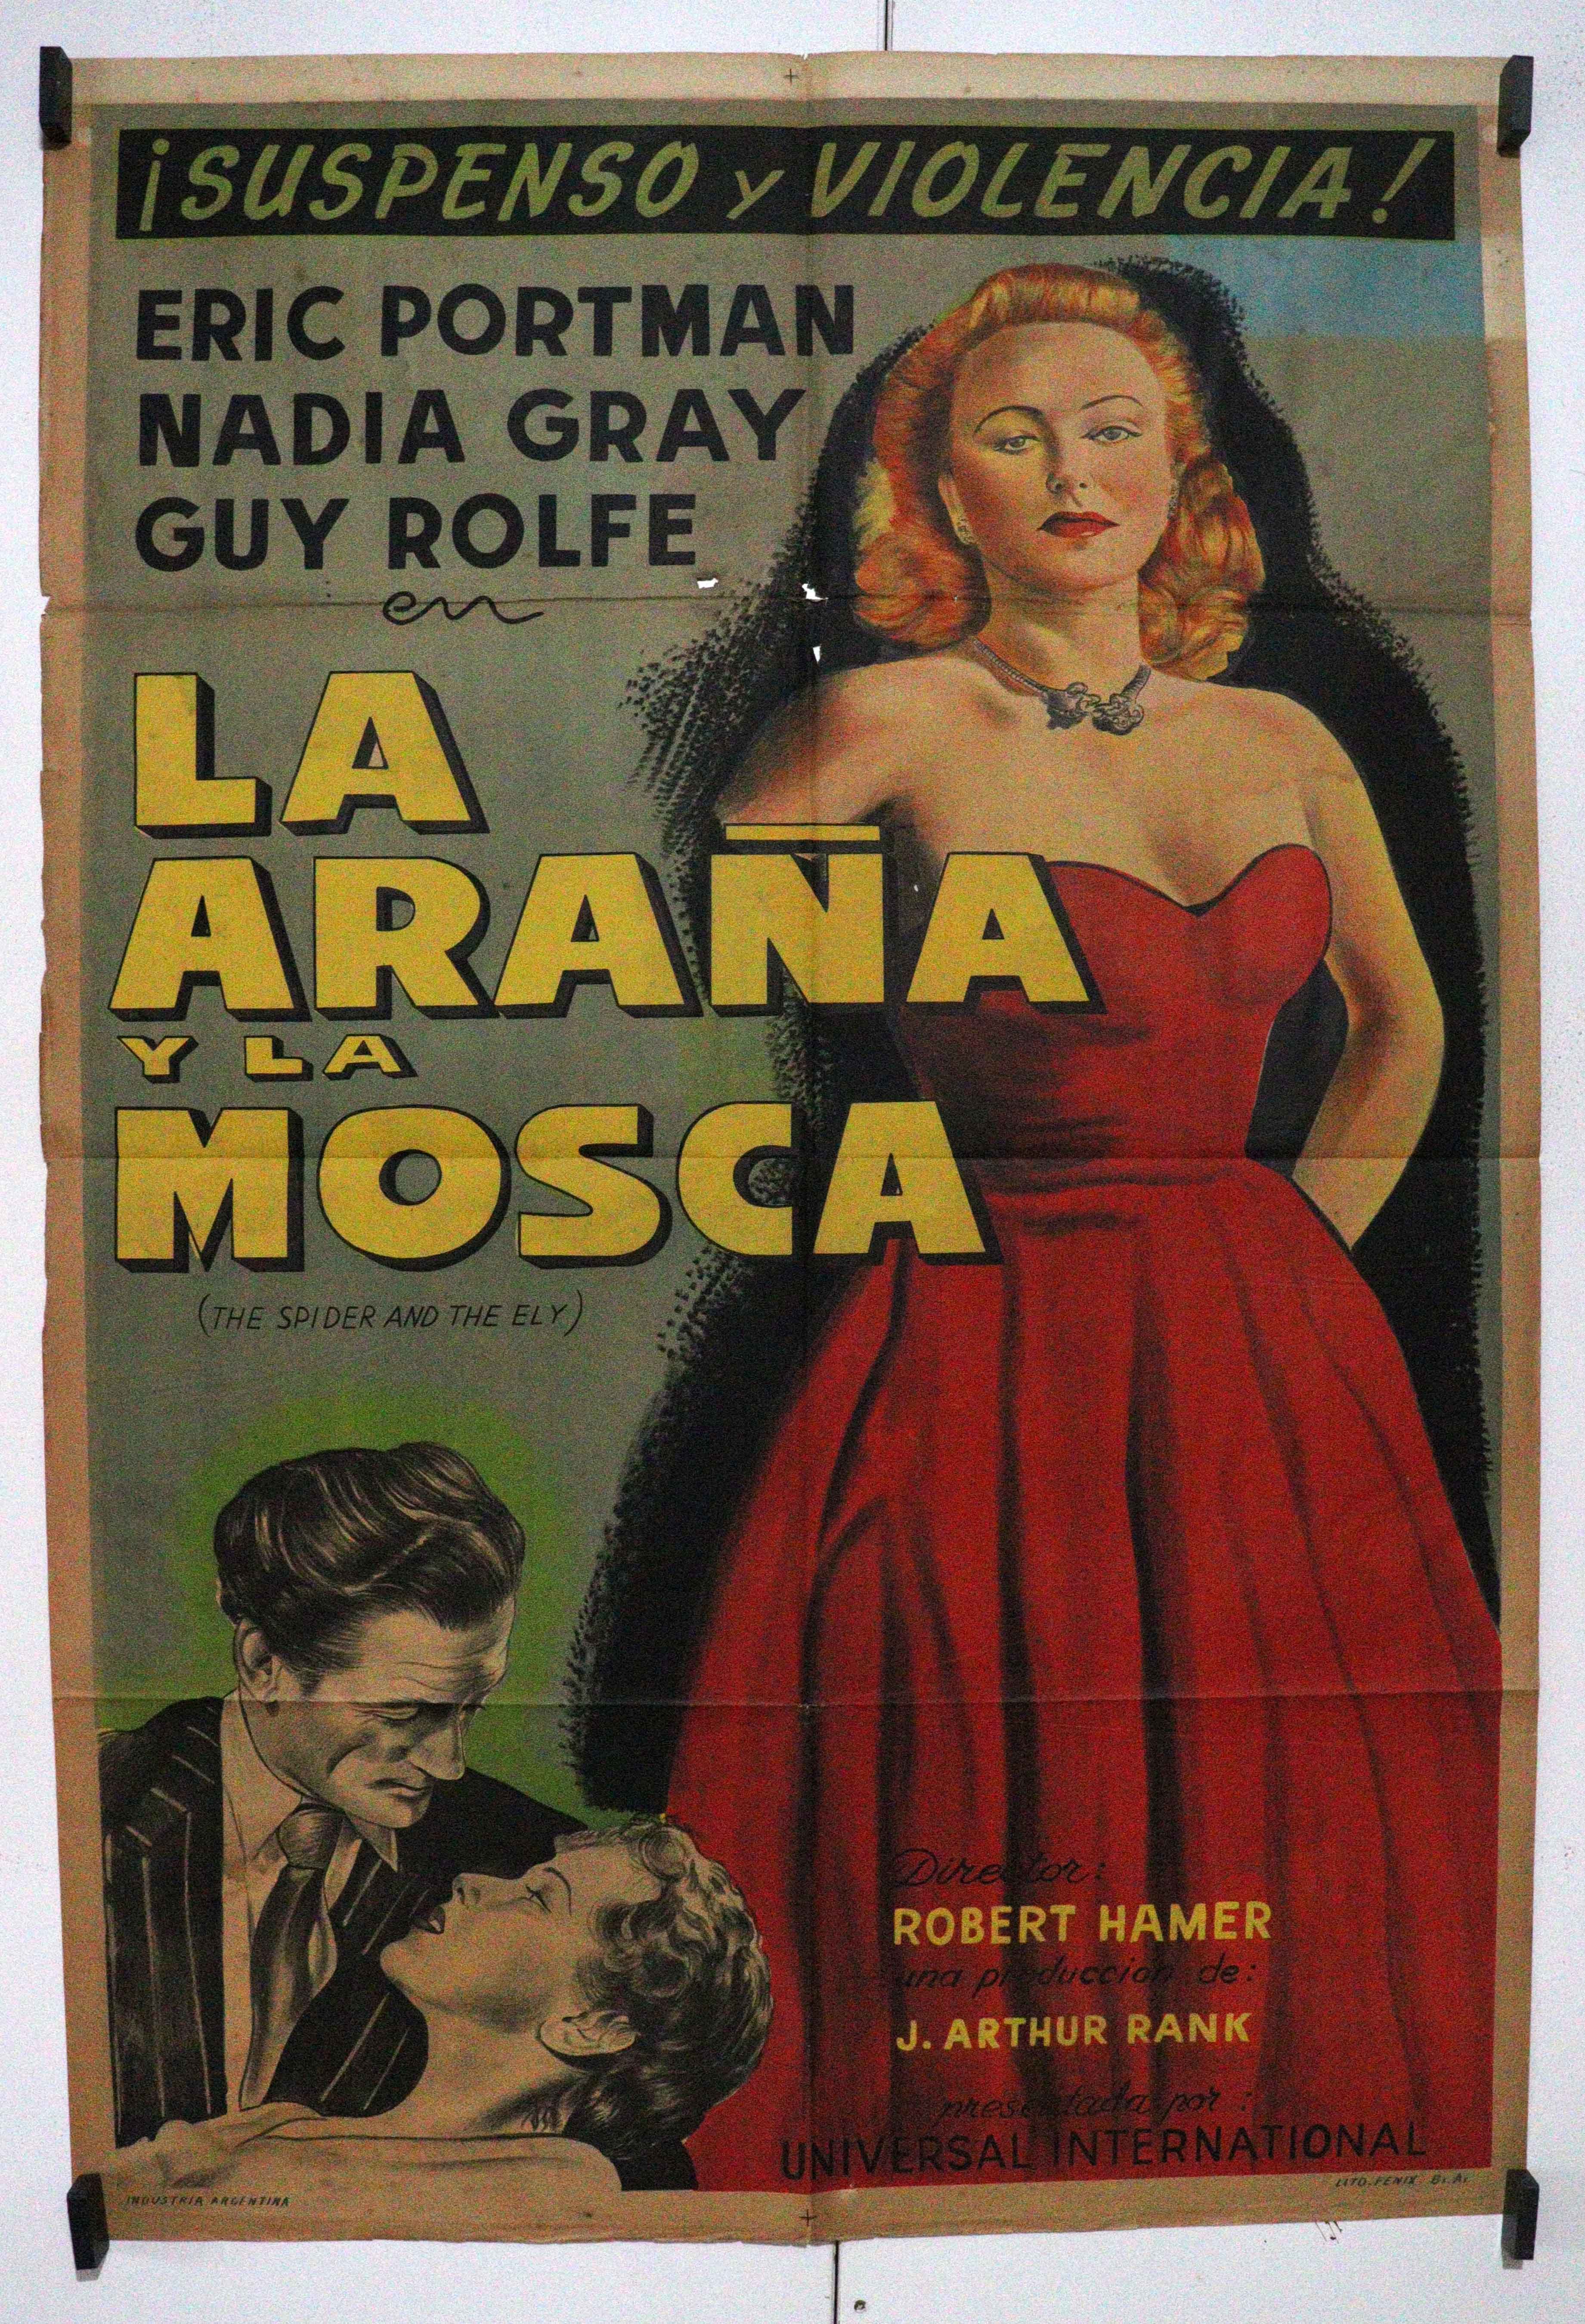 ¡SUSPENSO Y VIOLENCIA!
ERIC PORTMAN
NADIA GRAY
GUY ROLFE
en
LA
ARAÑA
Y LA
MOSCA
(THE SPIDER AND THE ELY)
Director:
ROBERT HAMER
una produccion de:
J. ARTHUR RANK
presentada por:
UNIVERSAL INTERNATIONAL
INDUSTRIA ARGENTINA
LITO. FENIX Bs. As.